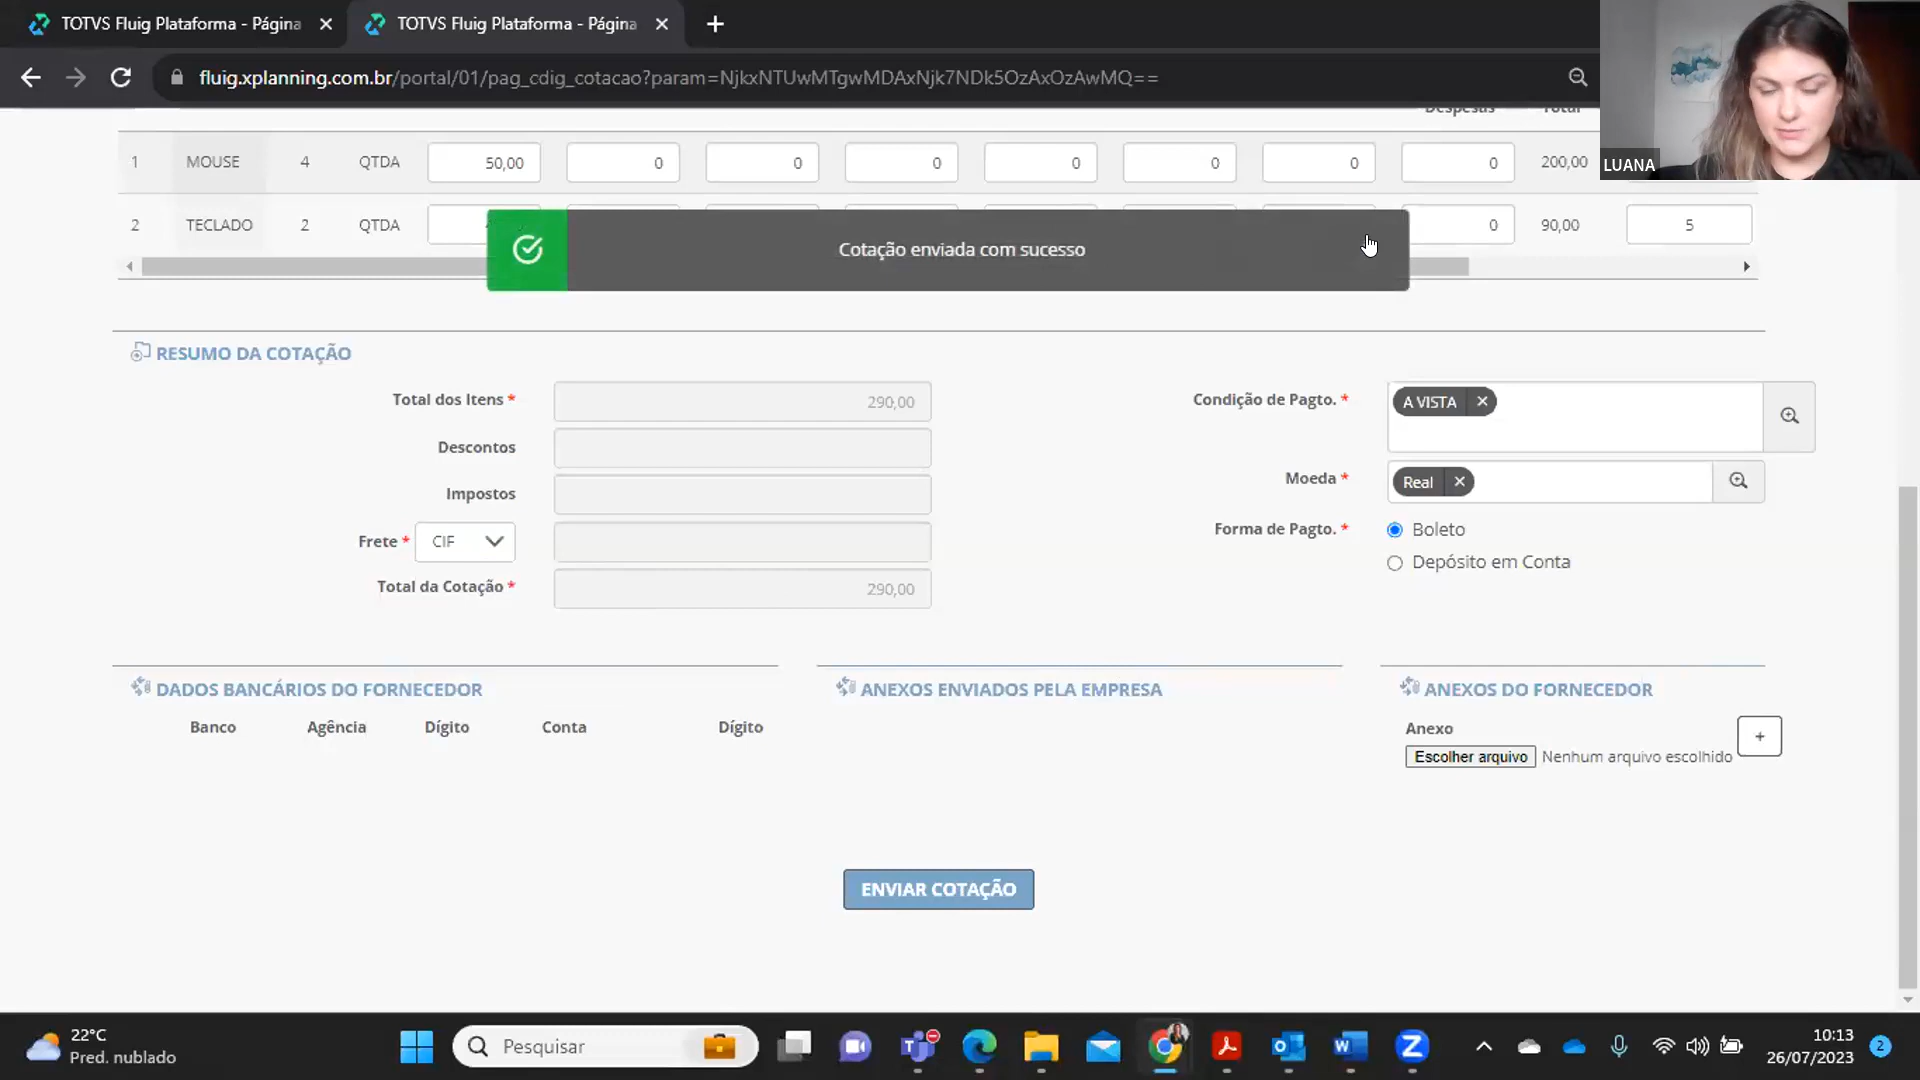 TOTVS Fluig Plataforma - Página
TOTVS Fluig Plataforma - Página
fluig.xplanning.com.br/portal/01/pag_cdig_cotacao?param=NjkxNTUwMTgwMDAxNjk7NDk5OzAxOzAwMQ==
LUANA
Despesas Total
1 MOUSE 4 QTDA 50,00 0 0 0 0 0 0 0 200,00
2 TECLADO 2 QTDA 0 90,00 5
Cotação enviada com sucesso
RESUMO DA COTAÇÃO
Total dos Itens * 290,00
Descontos
Impostos
Frete * CIF
Total da Cotação * 290,00
Condição de Pagto. * A VISTA
Moeda * Real
Forma de Pagto. * Boleto
Depósito em Conta
DADOS BANCÁRIOS DO FORNECEDOR
Banco Agência Dígito Conta Dígito
ANEXOS ENVIADOS PELA EMPRESA
ANEXOS DO FORNECEDOR
Anexo
Escolher arquivo Nenhum arquivo escolhido
+
ENVIAR COTAÇÃO
22°C
Pred. nublado
Pesquisar
10:13
26/07/2023
2